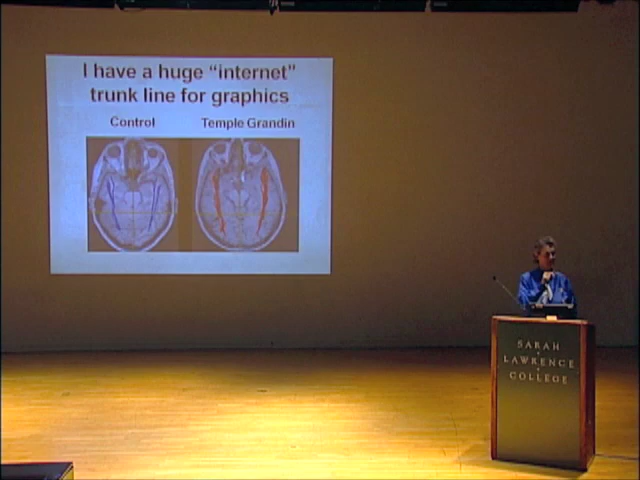 I have a huge “internet”
trunk line for graphics
Control
Temple Grandin
SARAH
LAWRENCE
COLLEGE